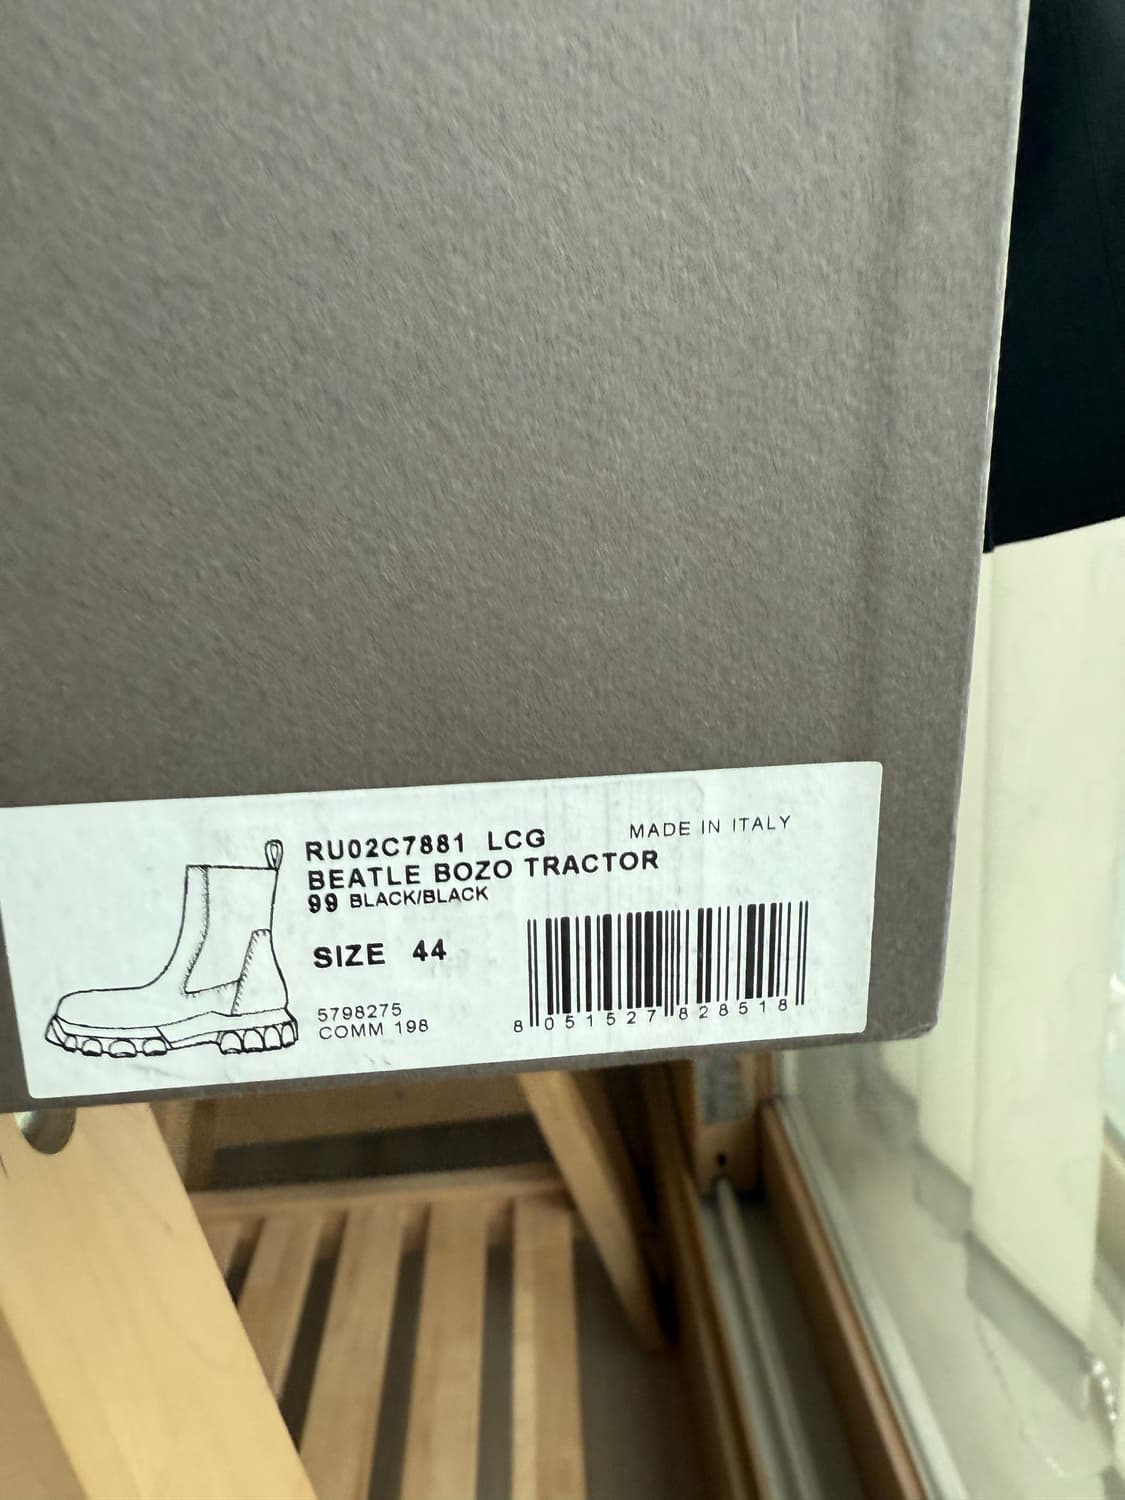 RU02C7881 LCG
MADE IN ITALY
BEATLE BOZO TRACTOR
99 BLACK/BLACK
SIZE 44
5798275
COMM 198
8 051527 828518